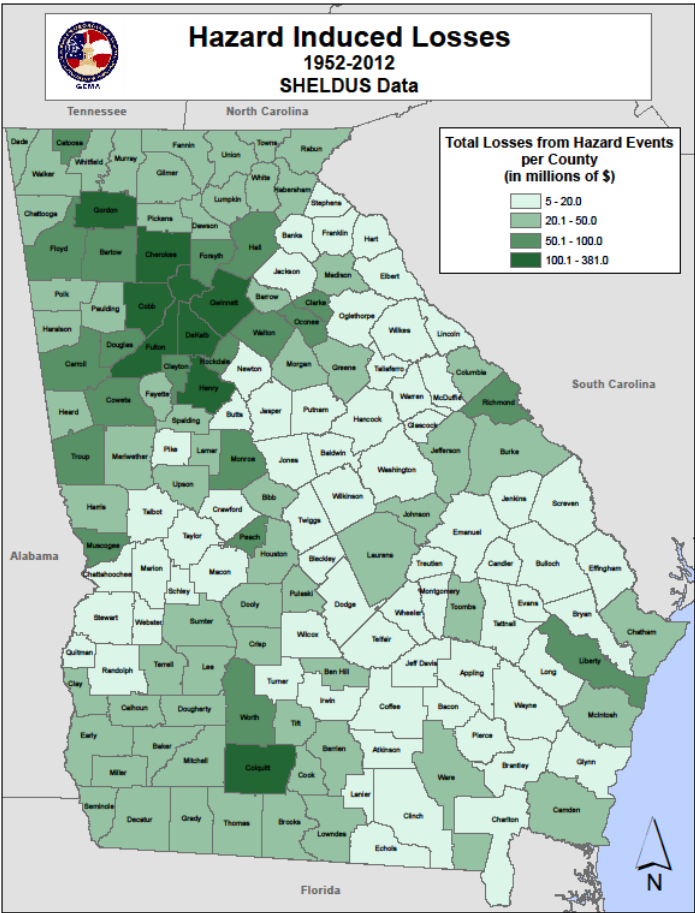 Hazard Induced Losses
1952-2012
SHELDUS Data
GEMA
Tennessee
North Carolina
Total Losses from Hazard Events
per County
(in millions of $)
5 - 20.0
20.1 - 50.0
50.1 - 100.0
100.1 - 381.0
Dade
Catoosa
Whitfield
Murray
Fannin
Union
Towns
Rabun
Walker
Gilmer
White
Habersham
Lumpkin
Stephens
Chattooga
Gordon
Pickens
Dawson
Banks
Franklin
Hart
Floyd
Bartow
Cherokee
Forsyth
Hall
Jackson
Madison
Elbert
Polk
Paulding
Cobb
Gwinnett
Barrow
Clarke
Oglethorpe
Haralson
Douglas
Fulton
DeKalb
Walton
Oconee
Wilkes
Lincoln
Carroll
Clayton
Rockdale
Newton
Morgan
Greene
Taliaferro
Columbia
South Carolina
Coweta
Fayette
Henry
Heard
Spalding
Butts
Jasper
Putnam
Hancock
Warren
McDuffie
Richmond
Glascock
Troup
Meriwether
Pike
Lamar
Monroe
Jones
Baldwin
Washington
Jefferson
Burke
Upson
Harris
Talbot
Crawford
Bibb
Wilkinson
Twiggs
Johnson
Jenkins
Screven
Emanuel
Alabama
Muscogee
Taylor
Peach
Houston
Bleckley
Laurens
Treutlen
Candler
Bulloch
Effingham
Chattahoochee
Marion
Macon
Schley
Pulaski
Dodge
Montgomery
Wheeler
Toombs
Evans
Tattnall
Bryan
Chatham
Stewart
Webster
Sumter
Dooly
Wilcox
Telfair
Quitman
Randolph
Terrell
Lee
Crisp
Turner
Ben Hill
Jeff Davis
Appling
Long
Liberty
Clay
Calhoun
Dougherty
Worth
Tift
Irwin
Coffee
Bacon
Wayne
McIntosh
Early
Baker
Mitchell
Colquitt
Cook
Berrien
Atkinson
Pierce
Brantley
Glynn
Miller
Ware
Seminole
Decatur
Grady
Thomas
Brooks
Lowndes
Lanier
Clinch
Echols
Charlton
Camden
Florida
N